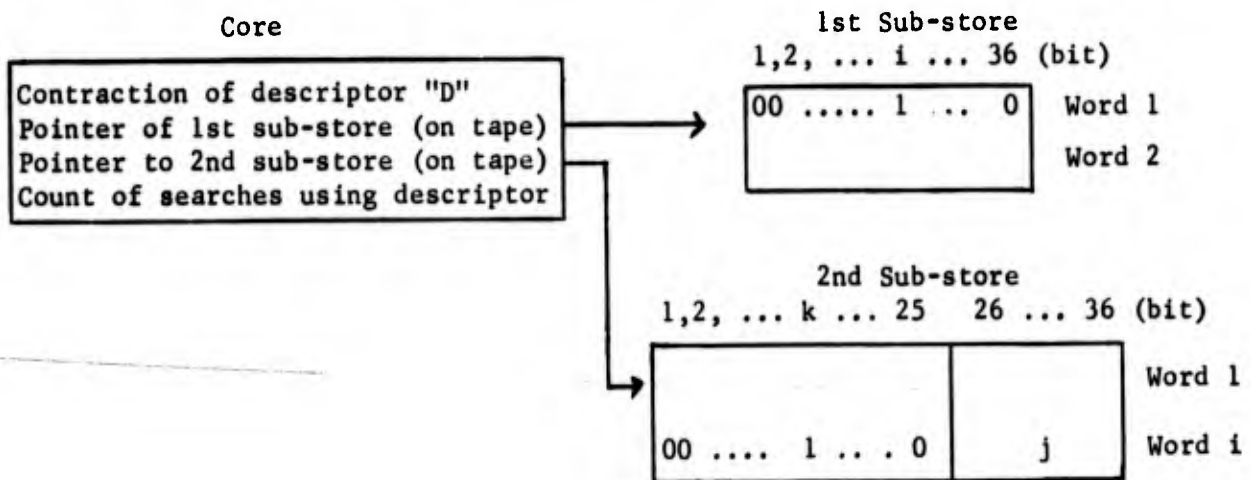 Core
Contraction of descriptor "D"
Pointer of 1st sub-store (on tape)
Pointer to 2nd sub-store (on tape)
Count of searches using descriptor
1st Sub-store
1,2, ... i ... 36 (bit)
00 ..... 1 ... 0 Word 1
Word 2
2nd Sub-store
1,2, ... k ... 25 26 ... 36 (bit)
Word 1
00 .... 1 .. . 0 j Word i